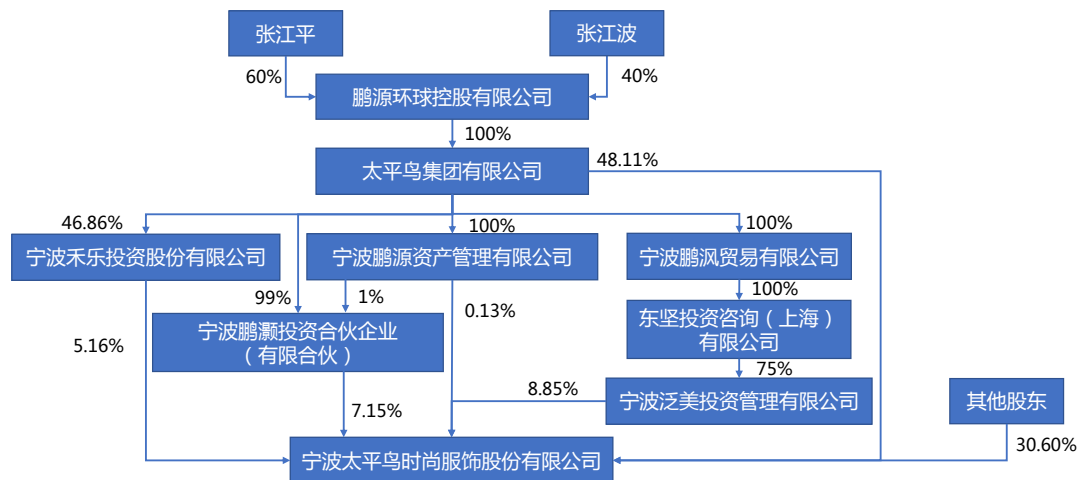 张江平
张江波
60%
40%
鹏源环球控股有限公司
100%
太平鸟集团有限公司
48.11%
46.86%
100%
100%
宁波禾乐投资股份有限公司
宁波鹏源资产管理有限公司
宁波鹏沨贸易有限公司
99%
1%
0.13%
100%
宁波鹏灏投资合伙企业
（有限合伙）
东坚投资咨询（上海）
有限公司
5.16%
75%
7.15%
8.85%
宁波泛美投资管理有限公司
其他股东
30.60%
宁波太平鸟时尚服饰股份有限公司